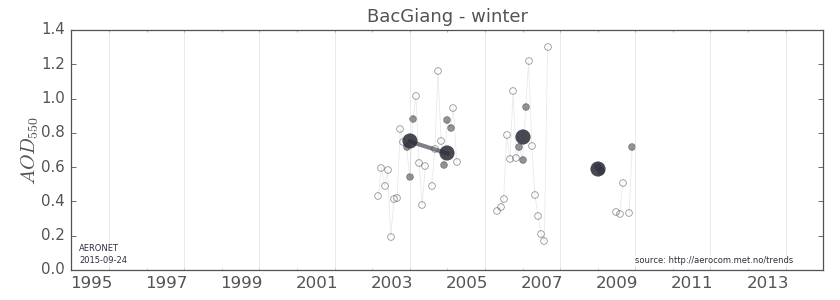 BacGiang - winter
1.4
1.2
1.0
0.8
0.6
0.4
0.2
0.0
AOD550
AERONET
2015-09-24
source: http://aerocom.met.no/trends
1995 1997 1999 2001 2003 2005 2007 2009 2011 2013